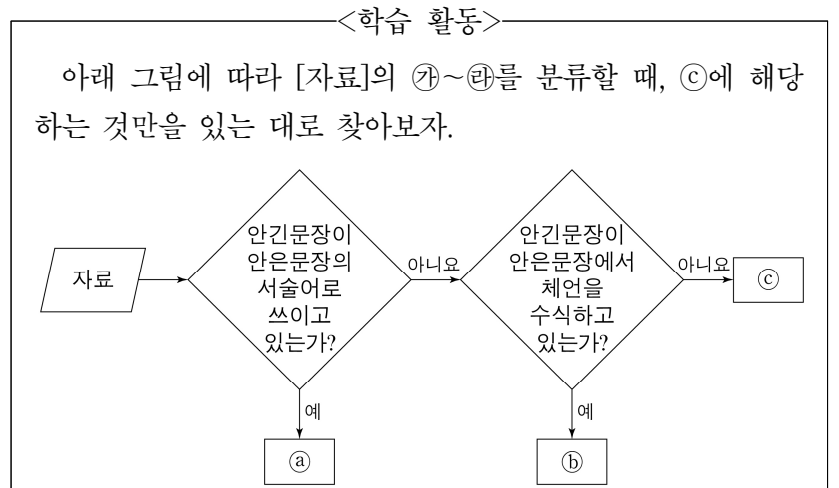 <학습 활동>
아래 그림에 따라 [자료]의 ㉮~㉱를 분류할 때, ⓒ에 해당
하는 것만을 있는 대로 찾아보자.
자료
안긴문장이
안은문장의
서술어로
쓰이고
있는가?
아니요
안긴문장이
안은문장에서
체언을
수식하고
있는가?
아니요
ⓒ
예
예
ⓐ
ⓑ